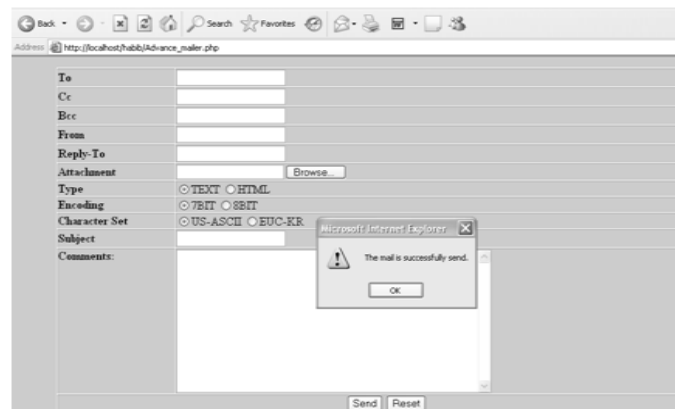 Back Search Favorites
Address http://localhost/habib/Advance_mailer.php
To
Cc
Bcc
From
Reply-To
Attachment Browse...
Type TEXT HTML
Encoding 7BIT 8BIT
Character Set US-ASCII EUC-KR
Subject
Comments:
Microsoft Internet Explorer
The mail is successfully send.
OK
Send Reset